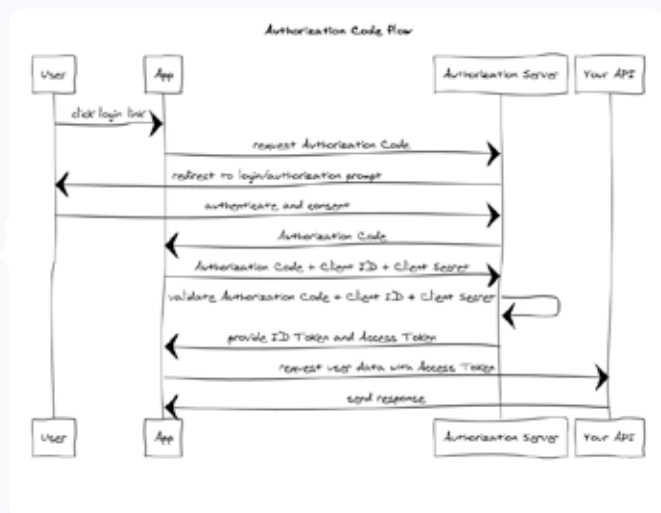 Authorization Code Flow
User
App
Authorization Server
Your API
click login link
request Authorization Code
redirect to login/authorization prompt
authenticate and consent
Authorization Code
Authorization Code + Client ID + Client Secret
validate Authorization Code + Client ID + Client Secret
provide ID Token and Access Token
request user data with Access Token
send response
User
App
Authorization Server
Your API